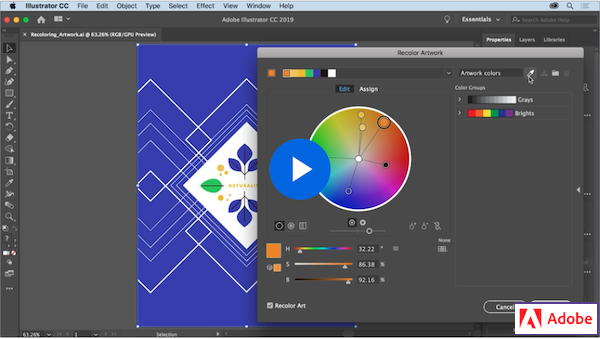 Illustrator CC File Edit Object Type Select Effect View Window Help
Adobe Illustrator CC 2019
Essentials
Search Adobe Help
Recoloring_Artwork.ai @ 63.26% (RGB/GPU Preview)
Properties Layers Libraries
Recolor Artwork
Artwork colors
Edit Assign
Color Groups
Grays
Brights
NATURALI
None
H 32.22 °
S 86.38 %
B 92.16 %
Recolor Art
Cancel
63.26% 1 Selection
Adobe